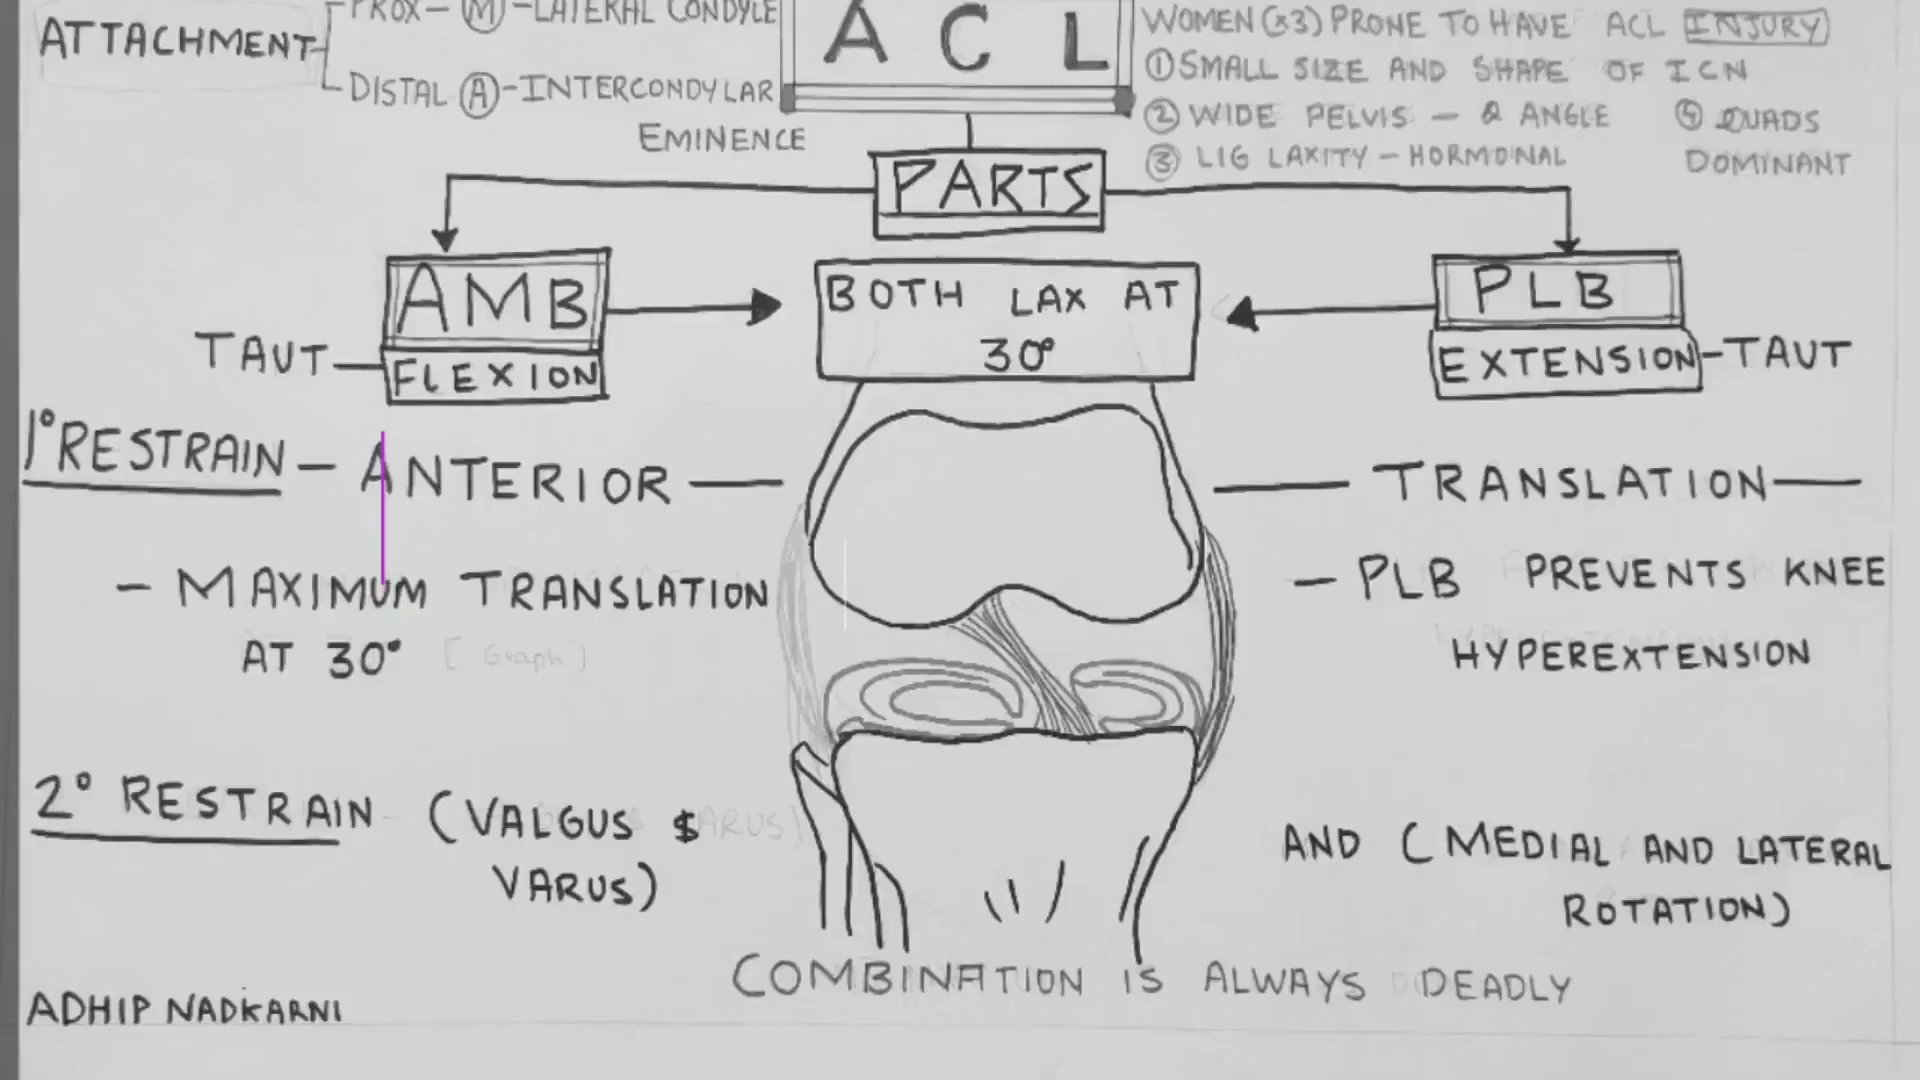 ATTACHMENT
PROX- (M) -LATERAL CONDYLE
DISTAL (A)-INTERCONDYLAR
EMINENCE
ACL
WOMEN (x3) PRONE TO HAVE ACL INJURY
① SMALL SIZE AND SHAPE OF ICN
② WIDE PELVIS - Q ANGLE ④ QUADS
③ LIG LAXITY - HORMONAL DOMINANT
PARTS
AMB
BOTH LAX AT
30°
PLB
TAUT
FLEXION
EXTENSION-TAUT
1° RESTRAIN - ANTERIOR — — TRANSLATION —
- MAXIMUM TRANSLATION
AT 30° [Graph]
- PLB PREVENTS KNEE
HYPEREXTENSION
2° RESTRAIN (VALGUS $
VARUS)
AND (MEDIAL AND LATERAL
ROTATION)
COMBINATION IS ALWAYS DEADLY
ADHIP NADKARNI